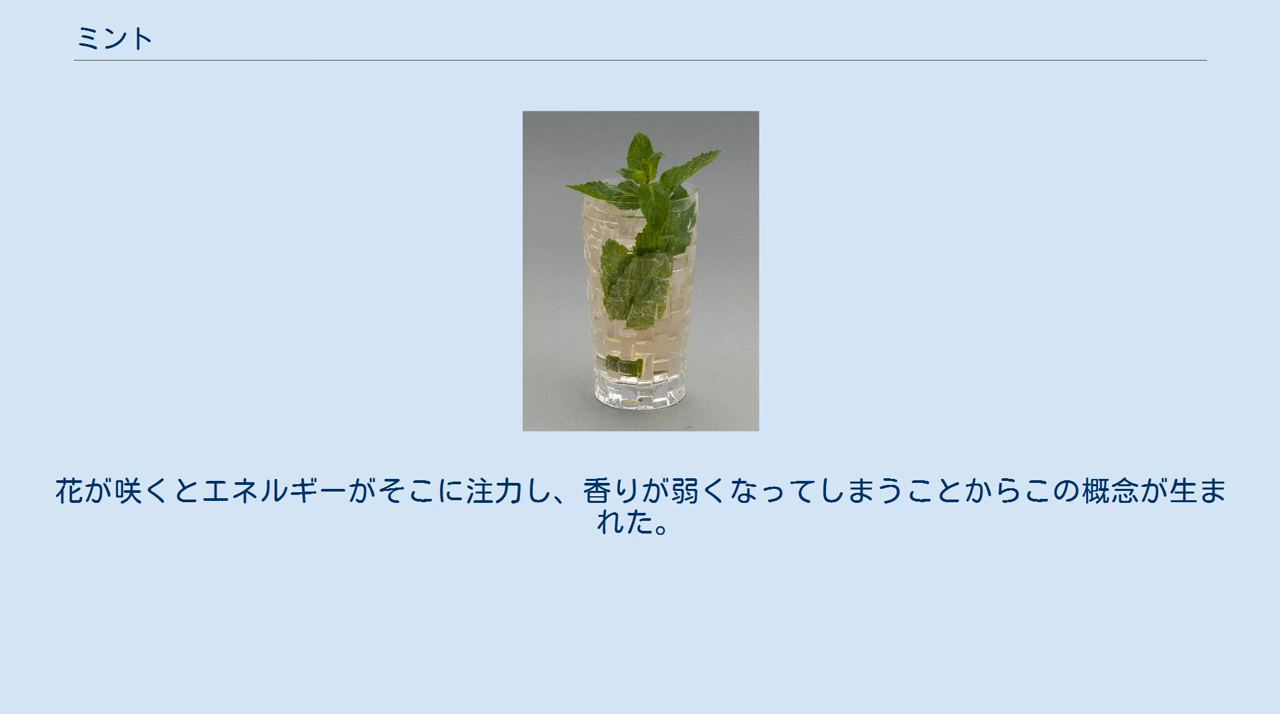 ミント
花が咲くとエネルギーがそこに注力し、香りが弱くなってしまうことからこの概念が生ま
れた。